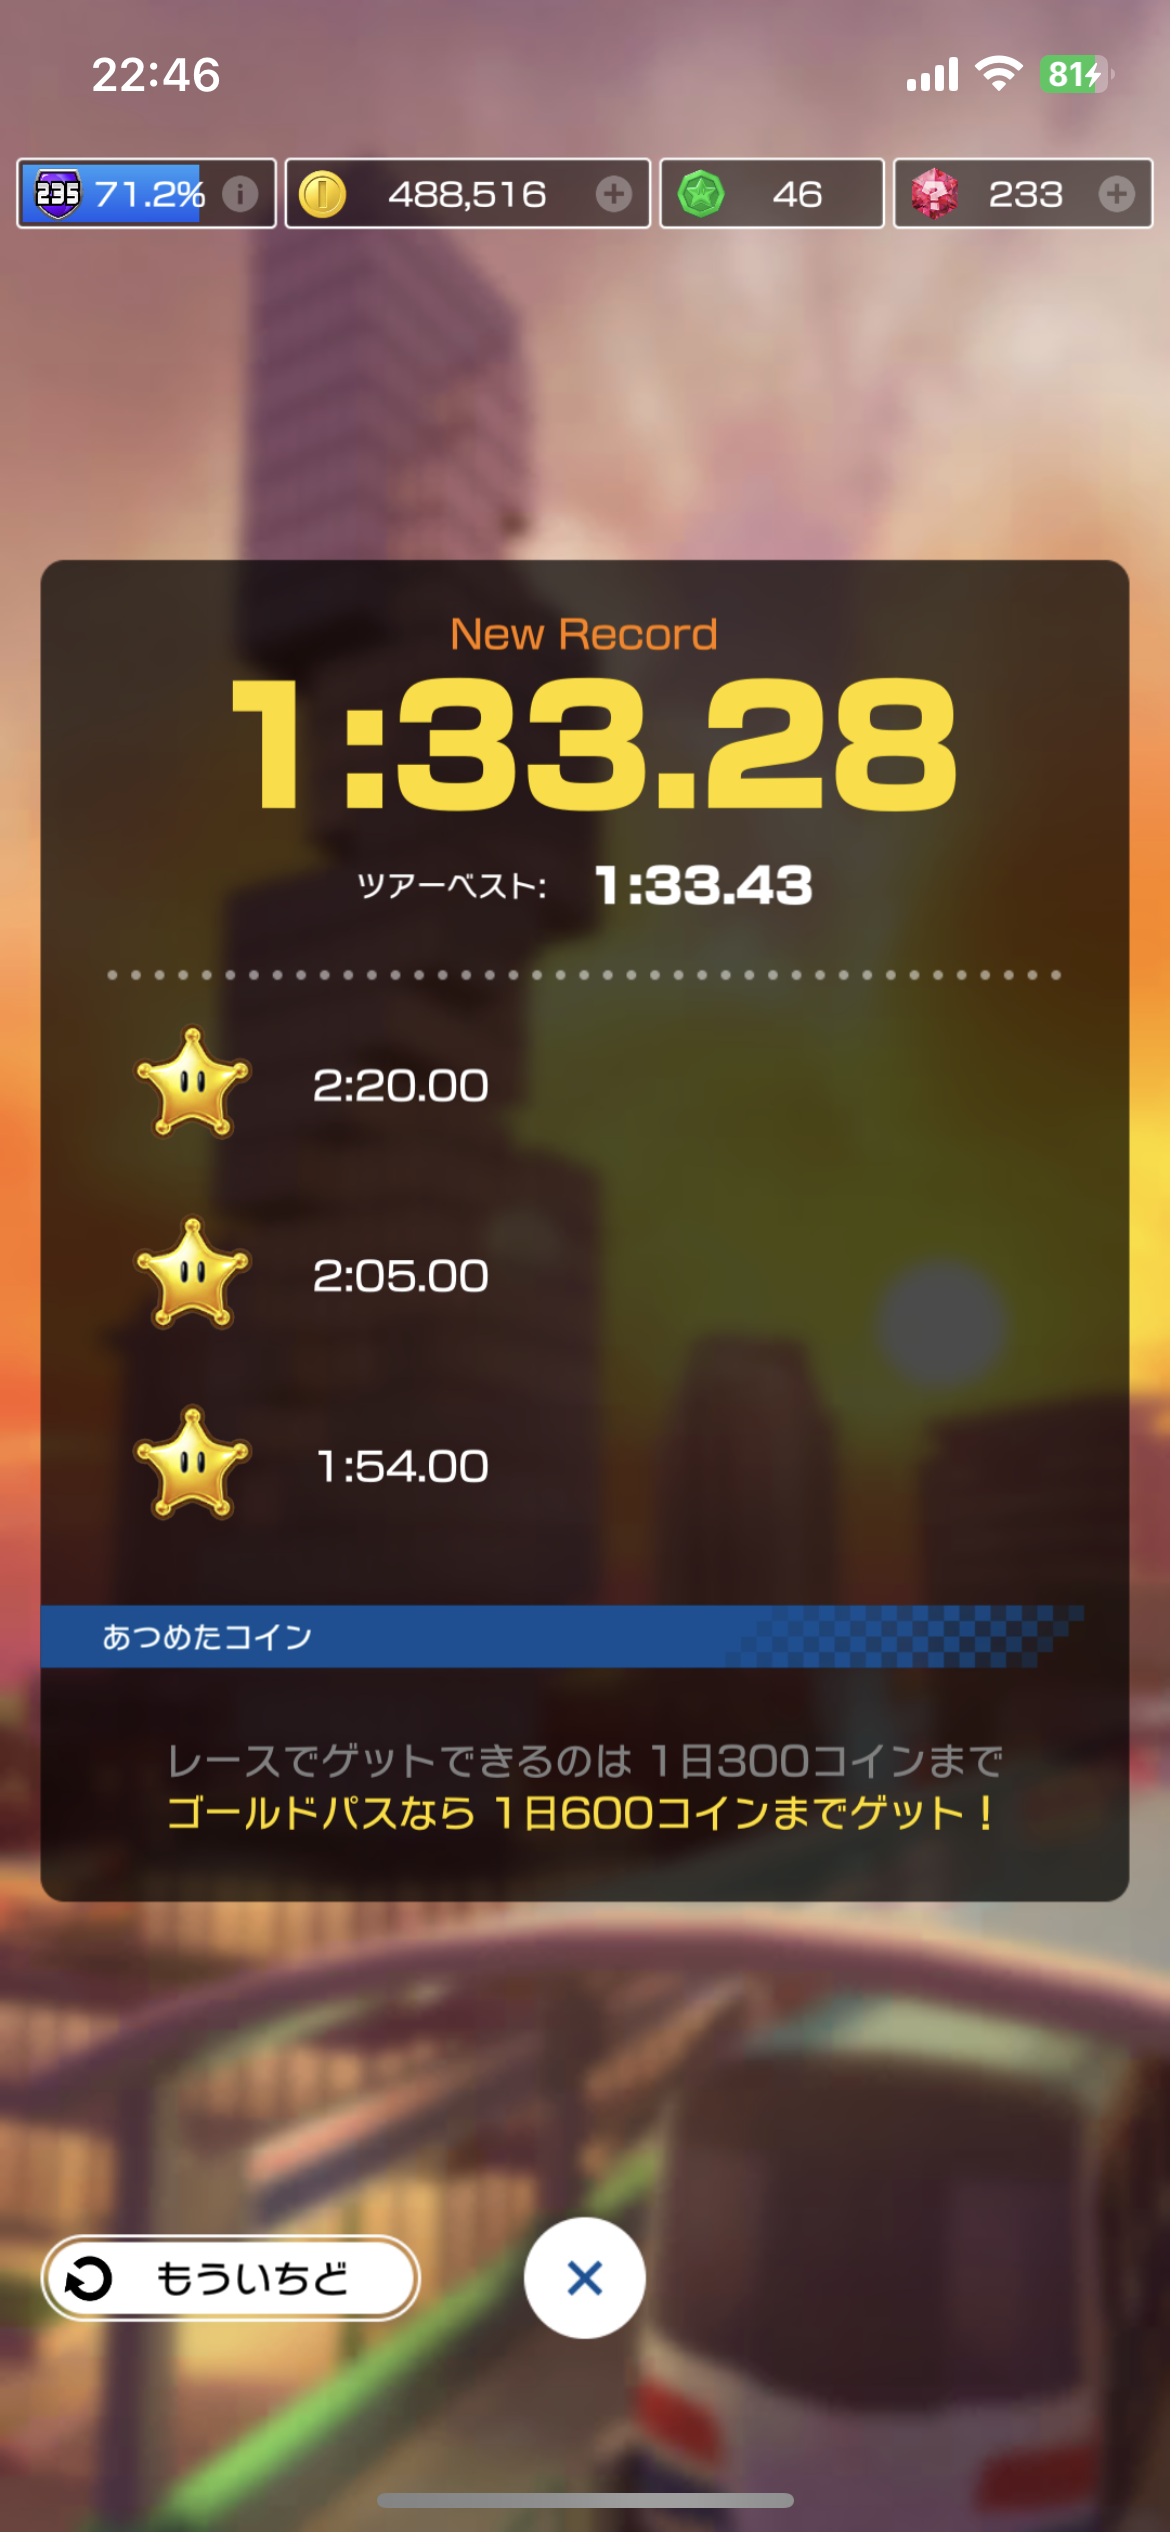 22:46
81
235 71.2% i 488,516 46 233
New Record
1:33.28
ツアーベスト: 1:33.43
2:20.00
2:05.00
1:54.00
あつめたコイン
レースでゲットできるのは 1日300コインまで
ゴールドパスなら 1日600コインまでゲット！
もういちど